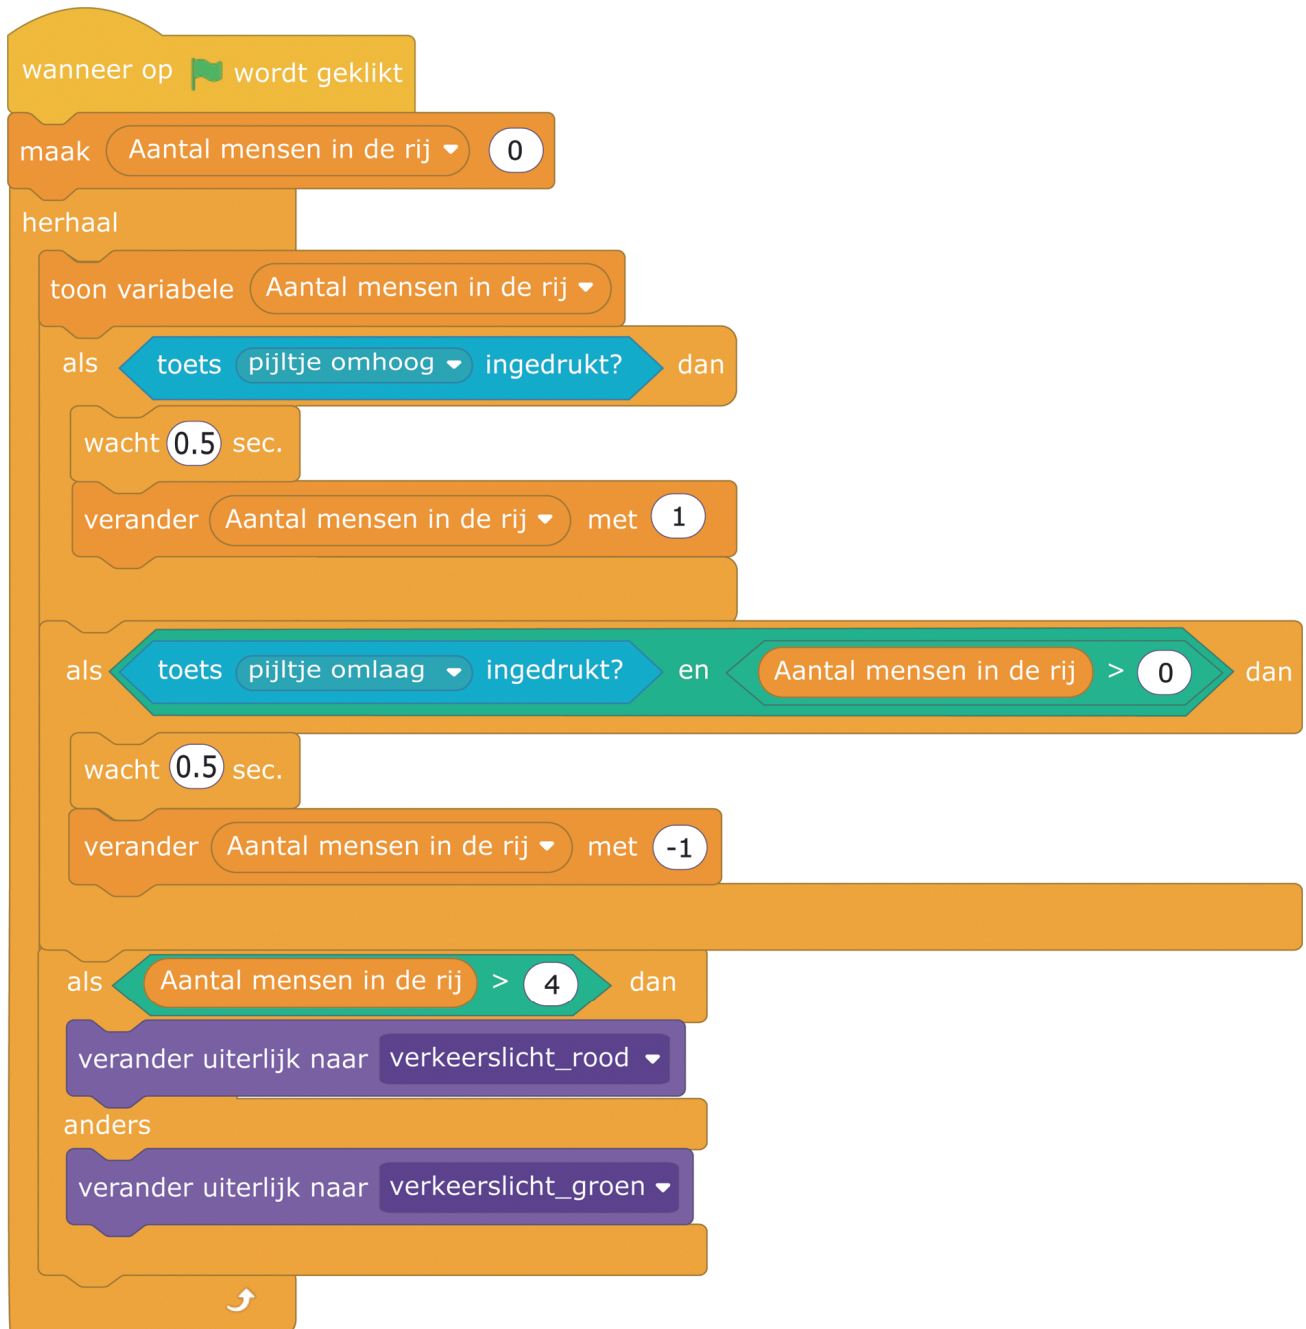 wanneer op wordt geklikt
maak Aantal mensen in de rij 0
herhaal
toon variabele Aantal mensen in de rij
als toets pijltje omhoog ingedrukt? dan
wacht 0.5 sec.
verander Aantal mensen in de rij met 1
als toets pijltje omlaag ingedrukt? en Aantal mensen in de rij > 0 dan
wacht 0.5 sec.
verander Aantal mensen in de rij met -1
als Aantal mensen in de rij > 4 dan
verander uiterlijk naar verkeerslicht_rood
anders
verander uiterlijk naar verkeerslicht_groen